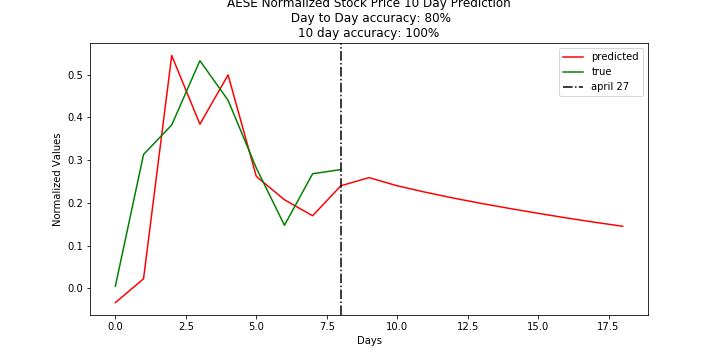 AESE Normalized Stock Price 10 Day Prediction
Day to Day accuracy: 80%
10 day accuracy: 100%
predicted
true
april 27
Normalized Values
0.5
0.4
0.3
0.2
0.1
0.0
0.0 2.5 5.0 7.5 10.0 12.5 15.0 17.5
Days